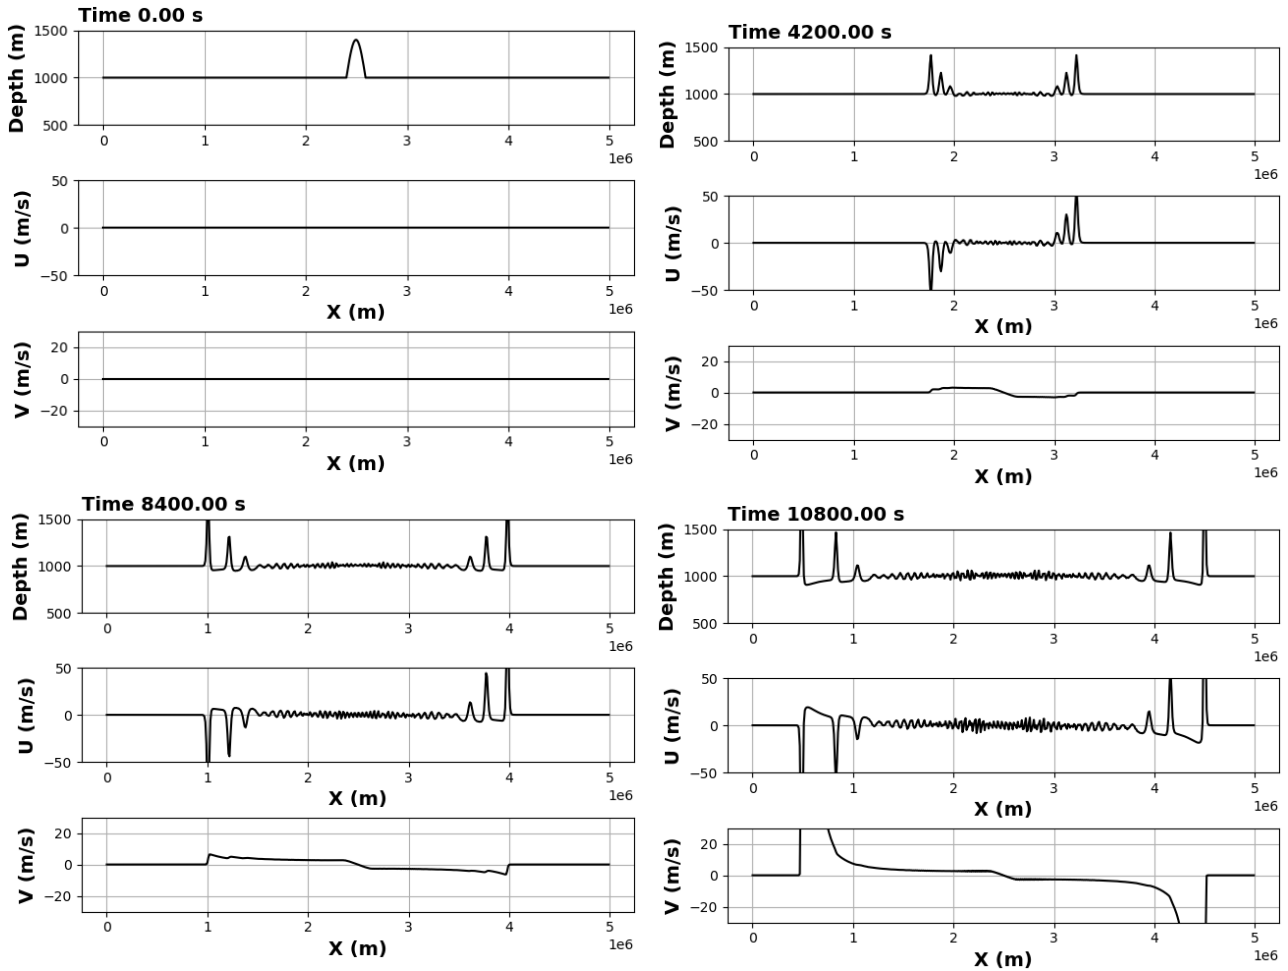 Time 0.00 s
Depth (m)
1500
1000
500
0 1 2 3 4 5
1e6
U (m/s)
50
0
−50
0 1 2 3 4 5
1e6
X (m)
V (m/s)
20
0
−20
0 1 2 3 4 5
1e6
X (m)
Time 4200.00 s
Depth (m)
1500
1000
500
0 1 2 3 4 5
1e6
U (m/s)
50
0
−50
0 1 2 3 4 5
1e6
X (m)
V (m/s)
20
0
−20
0 1 2 3 4 5
1e6
X (m)
Time 8400.00 s
Depth (m)
1500
1000
500
0 1 2 3 4 5
1e6
U (m/s)
50
0
−50
0 1 2 3 4 5
1e6
X (m)
V (m/s)
20
0
−20
0 1 2 3 4 5
1e6
X (m)
Time 10800.00 s
Depth (m)
1500
1000
500
0 1 2 3 4 5
1e6
U (m/s)
50
0
−50
0 1 2 3 4 5
1e6
X (m)
V (m/s)
20
0
−20
0 1 2 3 4 5
1e6
X (m)